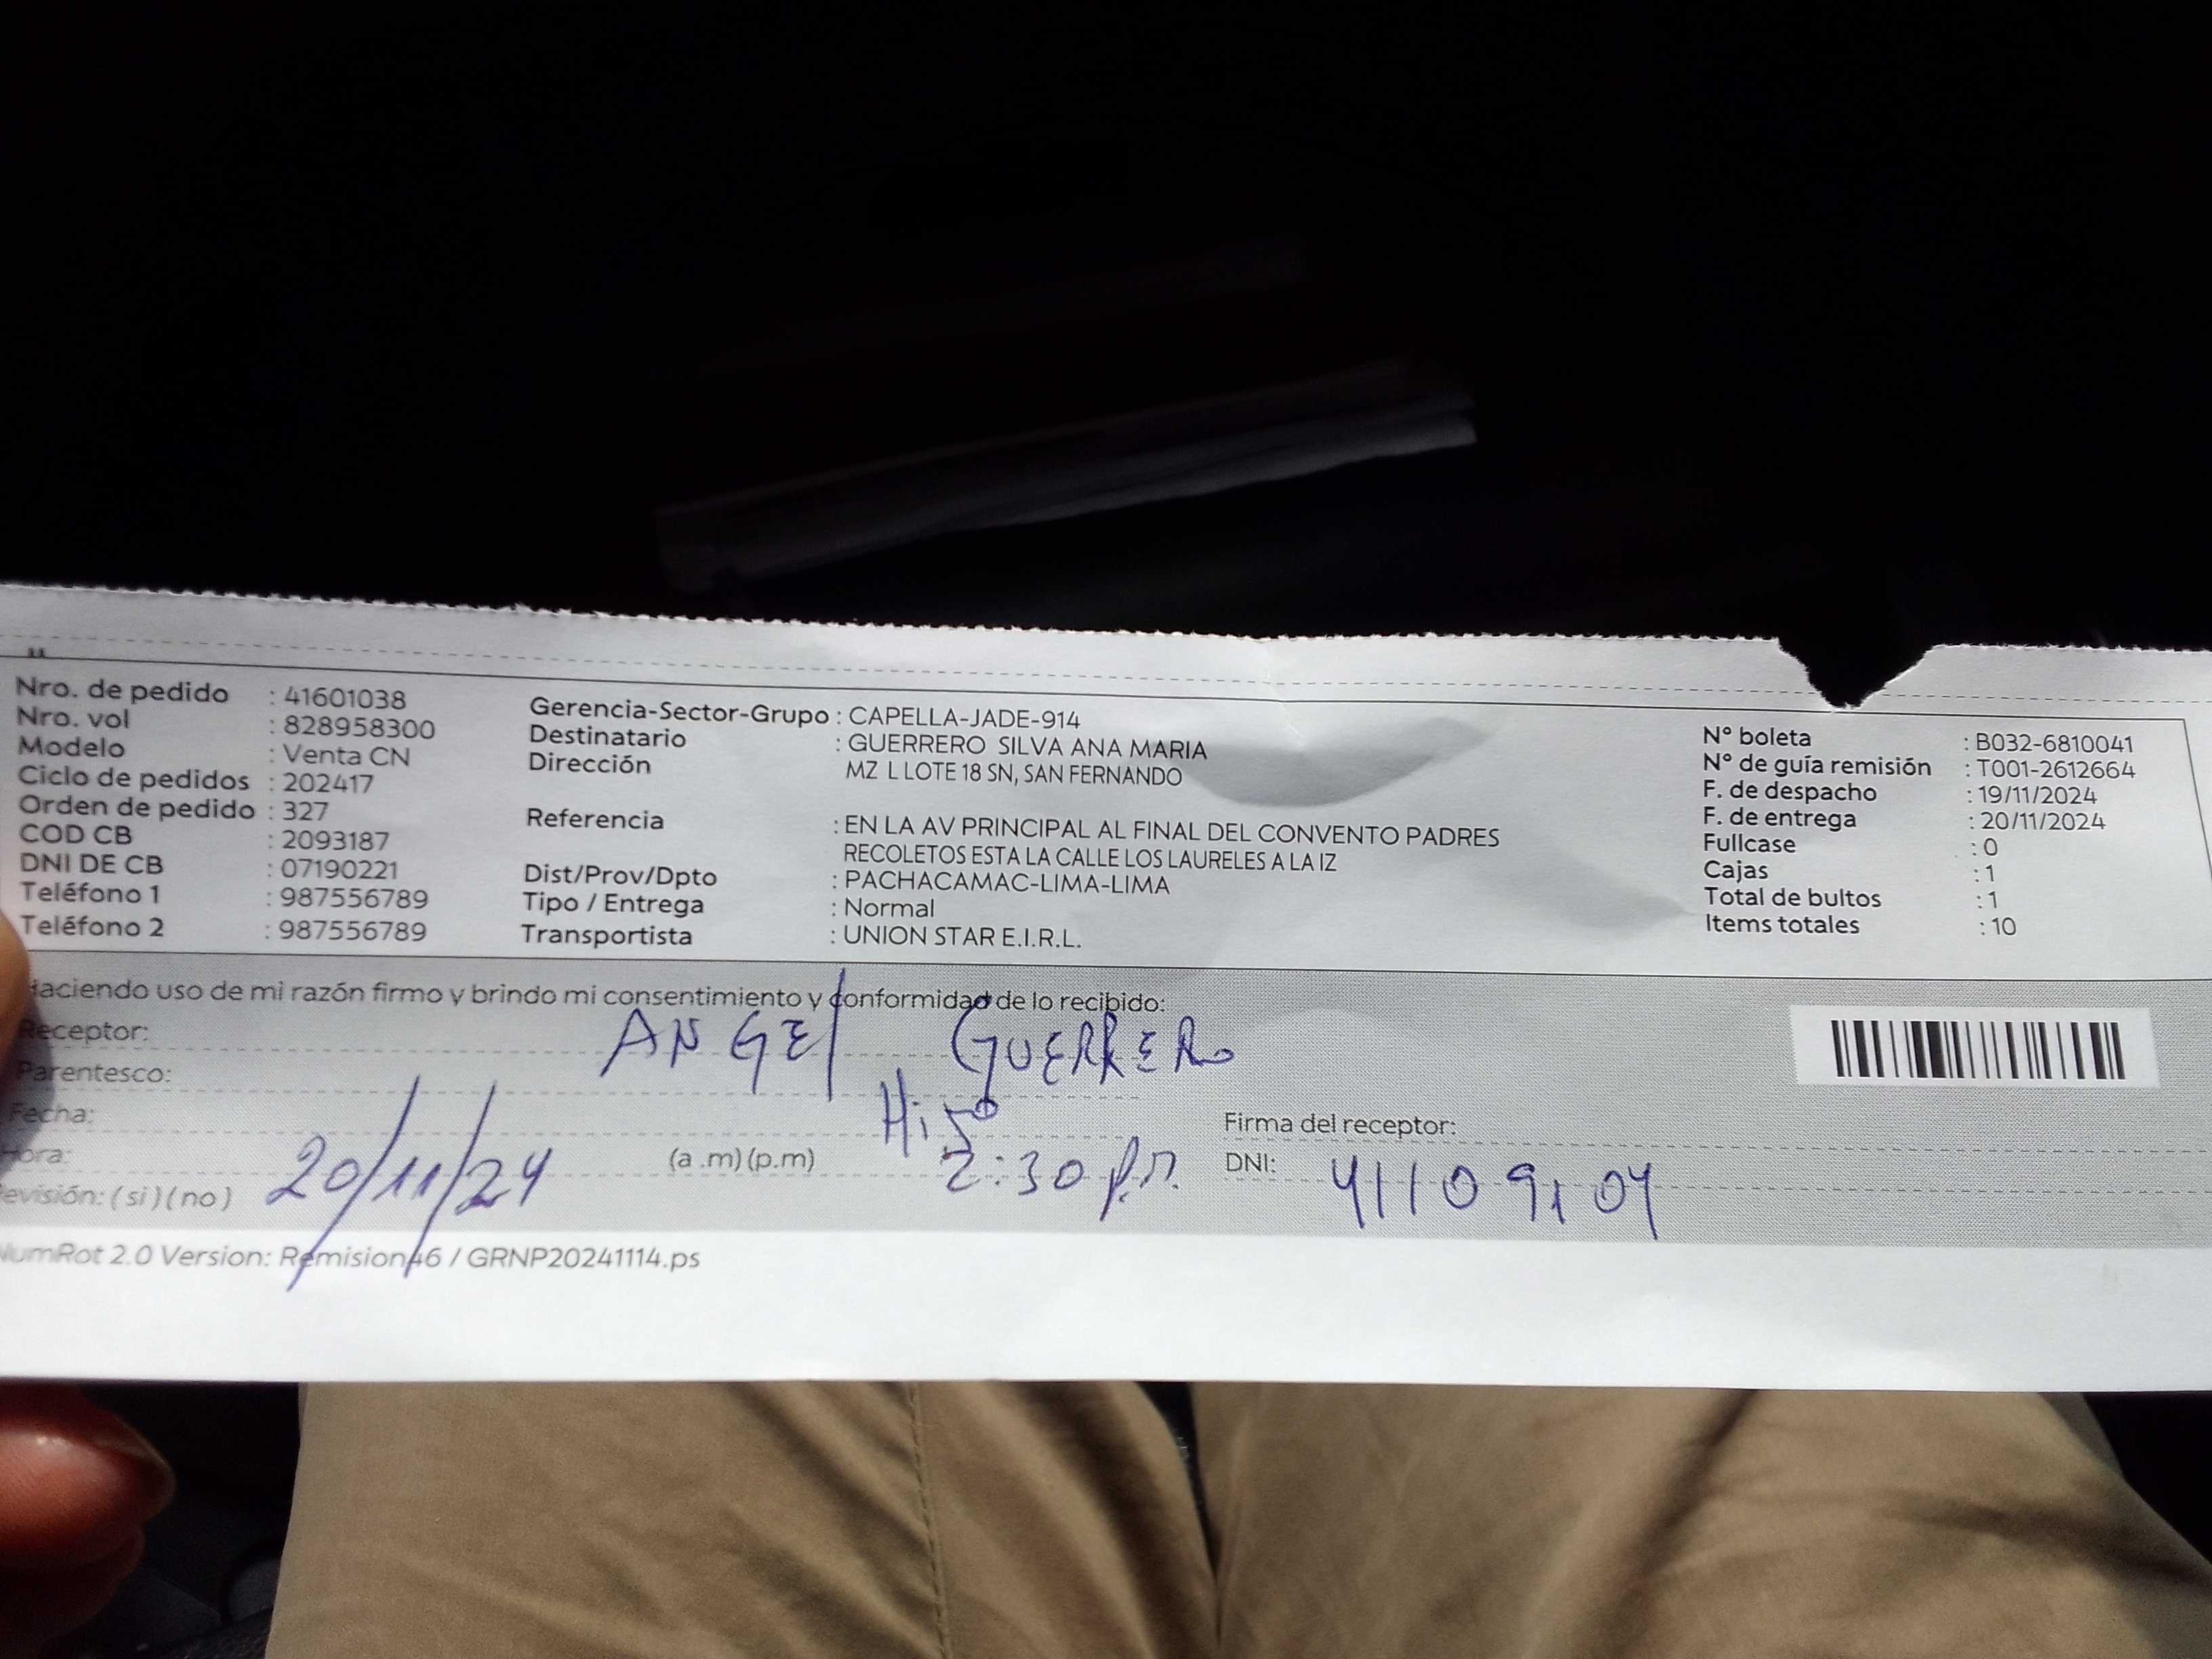 Nro. de pedido : 41601038
Nro. vol : 828958300
Modelo : Venta CN
Ciclo de pedidos : 202417
Orden de pedido : 327
COD CB : 2093187
DNI DE CB : 07190221
Teléfono 1 : 987556789
Teléfono 2 : 987556789
Gerencia-Sector-Grupo : CAPELLA-JADE-914
Destinatario : GUERRERO SILVA ANA MARIA
Dirección MZ L LOTE 18 SN, SAN FERNANDO
Referencia : EN LA AV PRINCIPAL AL FINAL DEL CONVENTO PADRES
RECOLETOS ESTA LA CALLE LOS LAURELES A LA IZ
Dist/Prov/Dpto : PACHACAMAC-LIMA-LIMA
Tipo / Entrega : Normal
Transportista : UNION STAR E.I.R.L.
N° boleta : B032-6810041
N° de guía remisión : T001-2612664
F. de despacho : 19/11/2024
F. de entrega : 20/11/2024
Fullcase : 0
Cajas : 1
Total de bultos : 1
Items totales : 10
Haciendo uso de mi razón firmo y brindo mi consentimiento y conformidad de lo recibido:
Receptor: ANGEl GUERRERO
Parentesco: Hijo
Fecha: 20/11/24
Hora: (a .m) (p.m) 2:30 P.M.
Revisión: ( si ) ( no )
Firma del receptor:
DNI:
NumRot 2.0 Version: Remision46 / GRNP20241114.ps